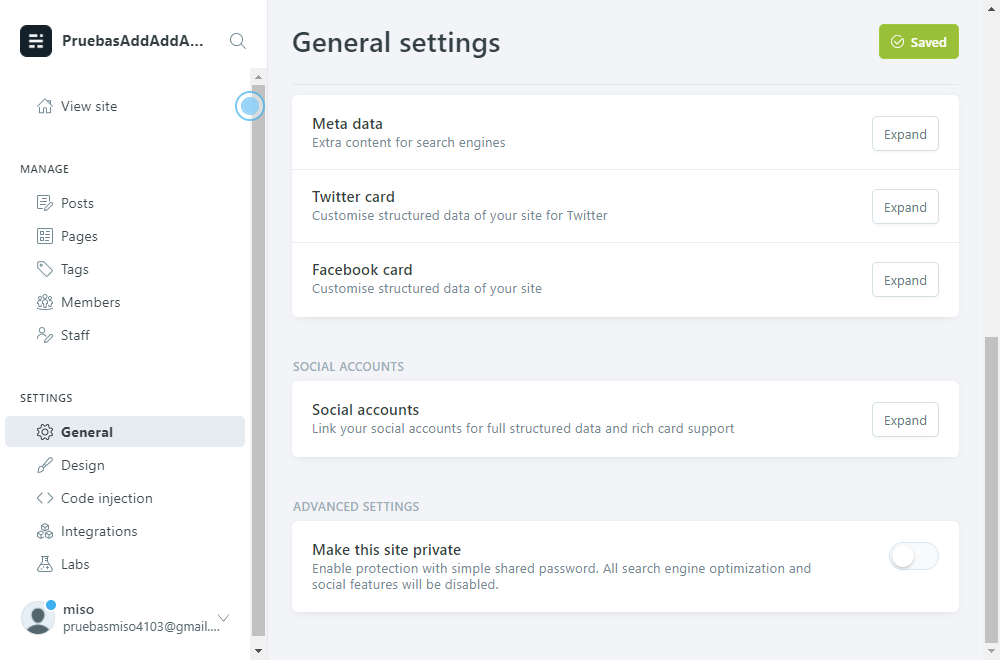 PruebasAddAddA...
View site
MANAGE
Posts
Pages
Tags
Members
Staff
SETTINGS
General
Design
Code injection
Integrations
Labs
miso
pruebasmiso4103@gmail....
General settings
Saved
Meta data
Extra content for search engines
Expand
Twitter card
Customise structured data of your site for Twitter
Expand
Facebook card
Customise structured data of your site
Expand
SOCIAL ACCOUNTS
Social accounts
Link your social accounts for full structured data and rich card support
Expand
ADVANCED SETTINGS
Make this site private
Enable protection with simple shared password. All search engine optimization and
social features will be disabled.